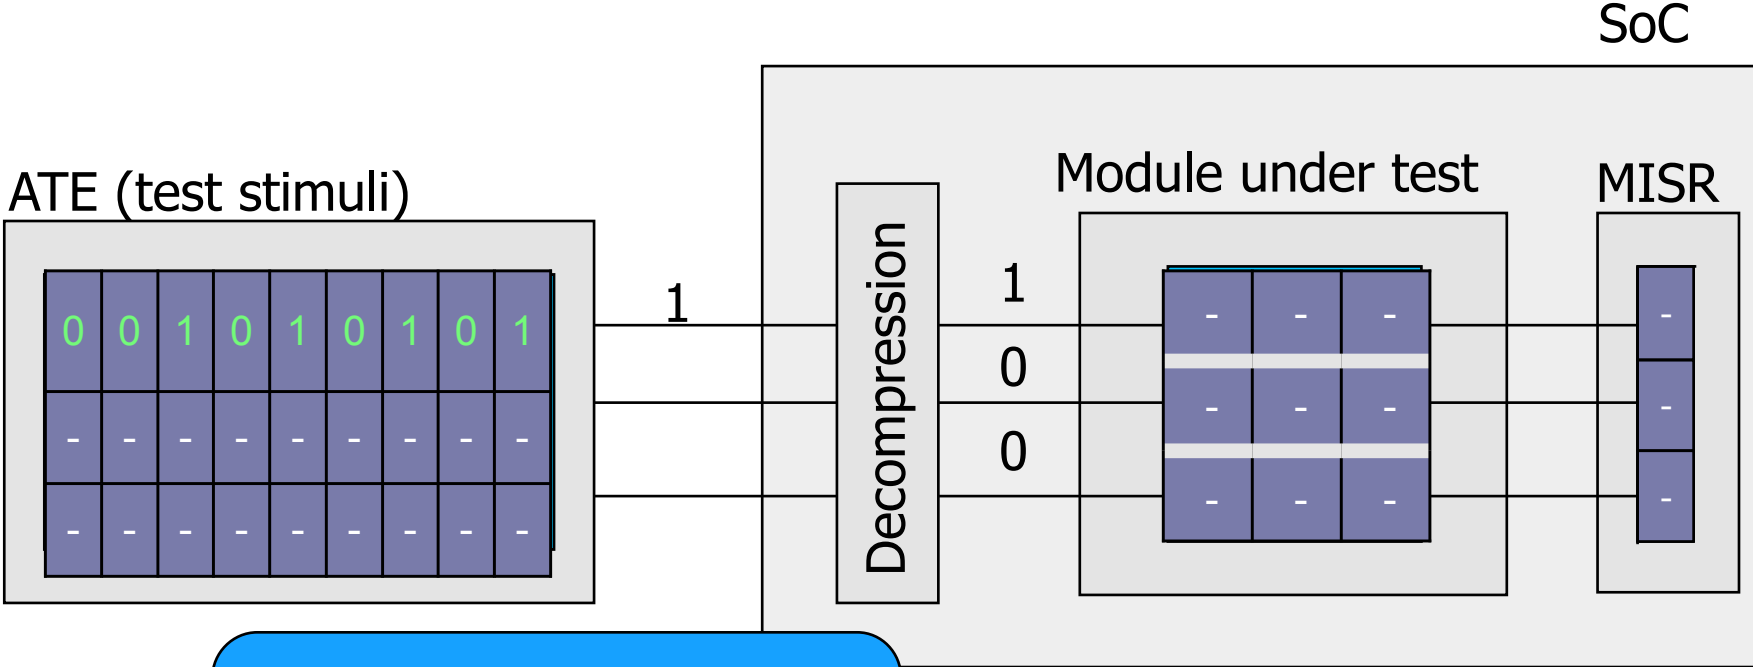 SoC
ATE (test stimuli)
Module under test
MISR
Decompression
0 0 1 0 1 0 1 0 1
- - - - - - - - -
- - - - - - - - -
1
1
0
0
- - -
- - -
- - -
-
-
-